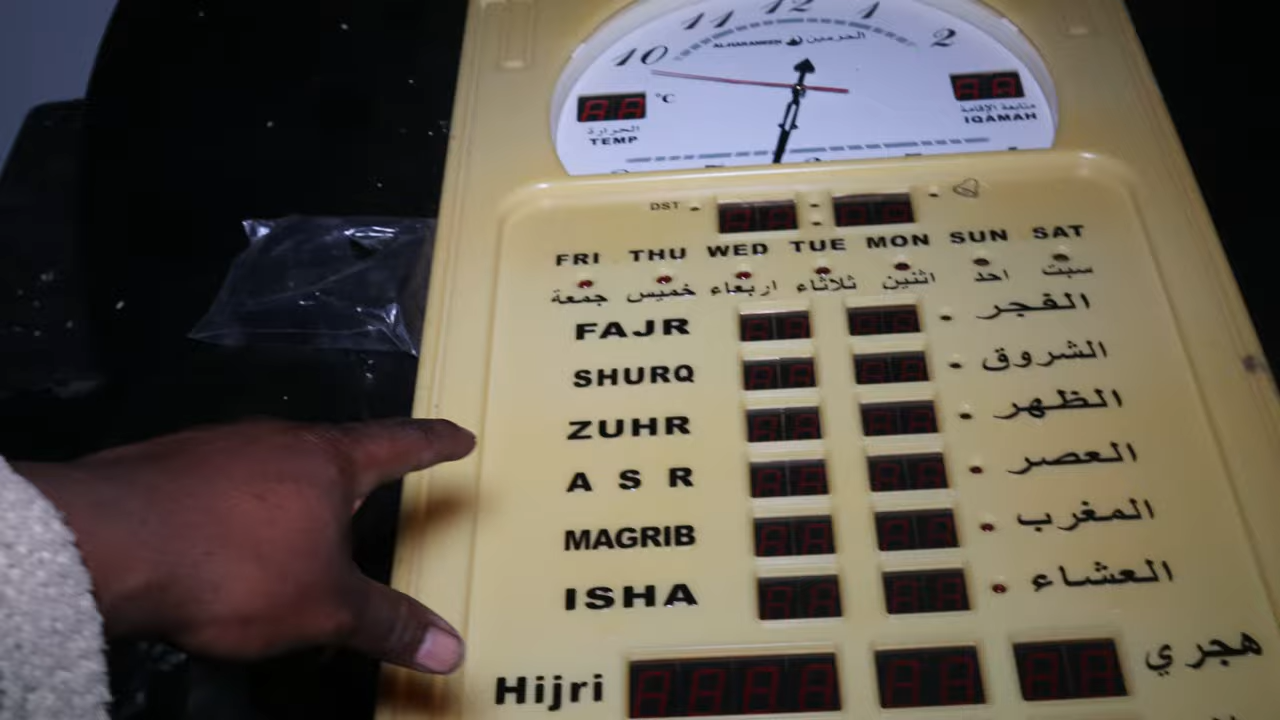 10 11 12 1 2
AL-HARAMEEN الحرمين
°C
الحرارة
TEMP
متابعة الإقامة
IQAMAH
DST
FRI THU WED TUE MON SUN SAT
جمعة خميس اربعاء ثلاثاء اثنين احد سبت
FAJR الفجر
SHURQ الشروق
ZUHR الظهر
ASR العصر
MAGRIB المغرب
ISHA العشاء
Hijri هجري